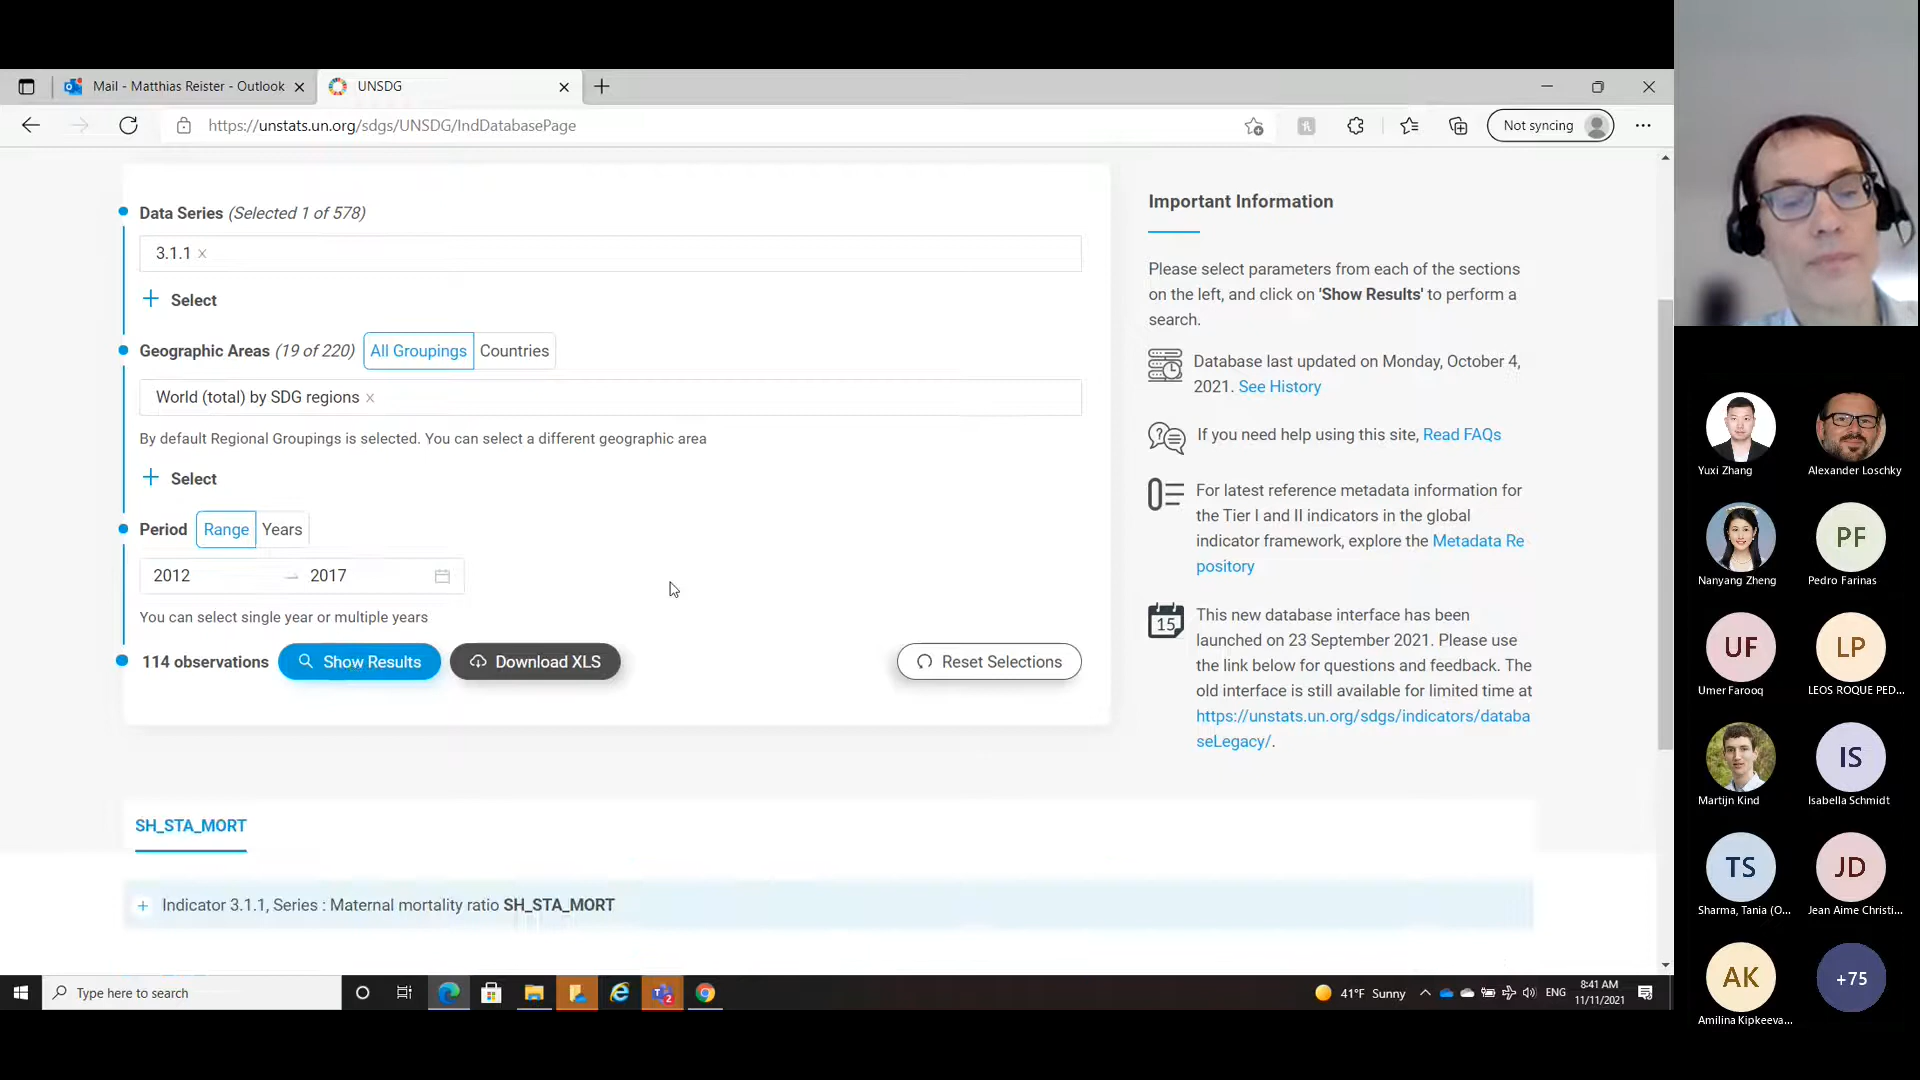 Mail - Matthias Reister - Outlook
UNSDG
https://unstats.un.org/sdgs/UNSDG/IndDatabasePage
Not syncing
Data Series (Selected 1 of 578)
3.1.1 x
+ Select
Geographic Areas (19 of 220) All Groupings Countries
World (total) by SDG regions x
By default Regional Groupings is selected. You can select a different geographic area
+ Select
Period Range Years
2012 → 2017
You can select single year or multiple years
114 observations Show Results Download XLS Reset Selections
SH_STA_MORT
+ Indicator 3.1.1, Series : Maternal mortality ratio SH_STA_MORT
Important Information
Please select parameters from each of the sections
on the left, and click on 'Show Results' to perform a
search.
Database last updated on Monday, October 4,
2021. See History
If you need help using this site, Read FAQs
For latest reference metadata information for
the Tier I and II indicators in the global
indicator framework, explore the Metadata Re
pository
15
This new database interface has been
launched on 23 September 2021. Please use
the link below for questions and feedback. The
old interface is still available for limited time at
https://unstats.un.org/sdgs/indicators/databa
seLegacy/.
Type here to search
2
41°F Sunny
ENG
8:41 AM
11/11/2021
Yuxi Zhang
Alexander Loschky
Nanyang Zheng
PF
Pedro Farinas
UF
Umer Farooq
LP
LEOS ROQUE PED...
Martijn Kind
IS
Isabella Schmidt
TS
Sharma, Tania (O...
JD
Jean Aime Christi...
AK
Amilina Kipkeeva...
+75